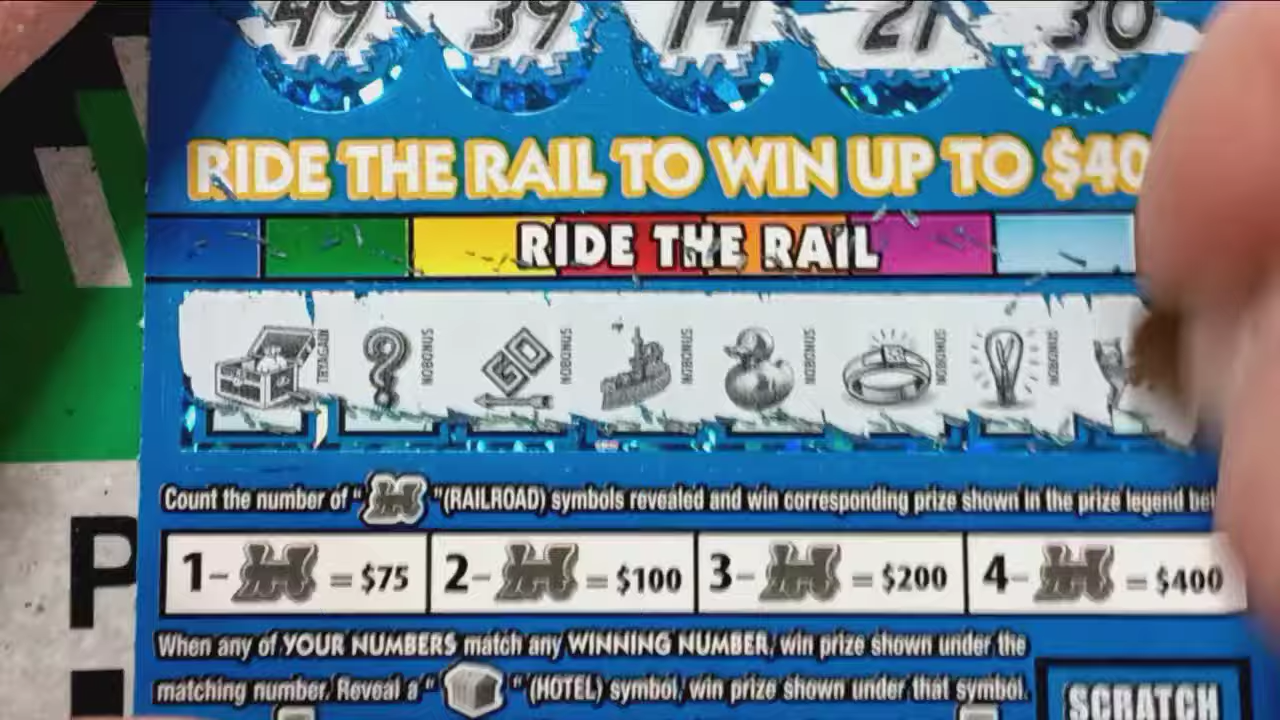 49 39 14 21 30
RIDE THE RAIL TO WIN UP TO $40
RIDE THE RAIL
NOBONUS NOBONUS NOBONUS NOBONUS NOBONUS NOBONUS
GO
Count the number of " " (RAILROAD) symbols revealed and win corresponding prize shown in the prize legend
1- = $75 2- = $100 3- = $200 4- = $400
When any of YOUR NUMBERS match any WINNING NUMBER, win prize shown under the
matching number. Reveal a " " (HOTEL) symbol, win prize shown under that symbol.
SCRATCH
P